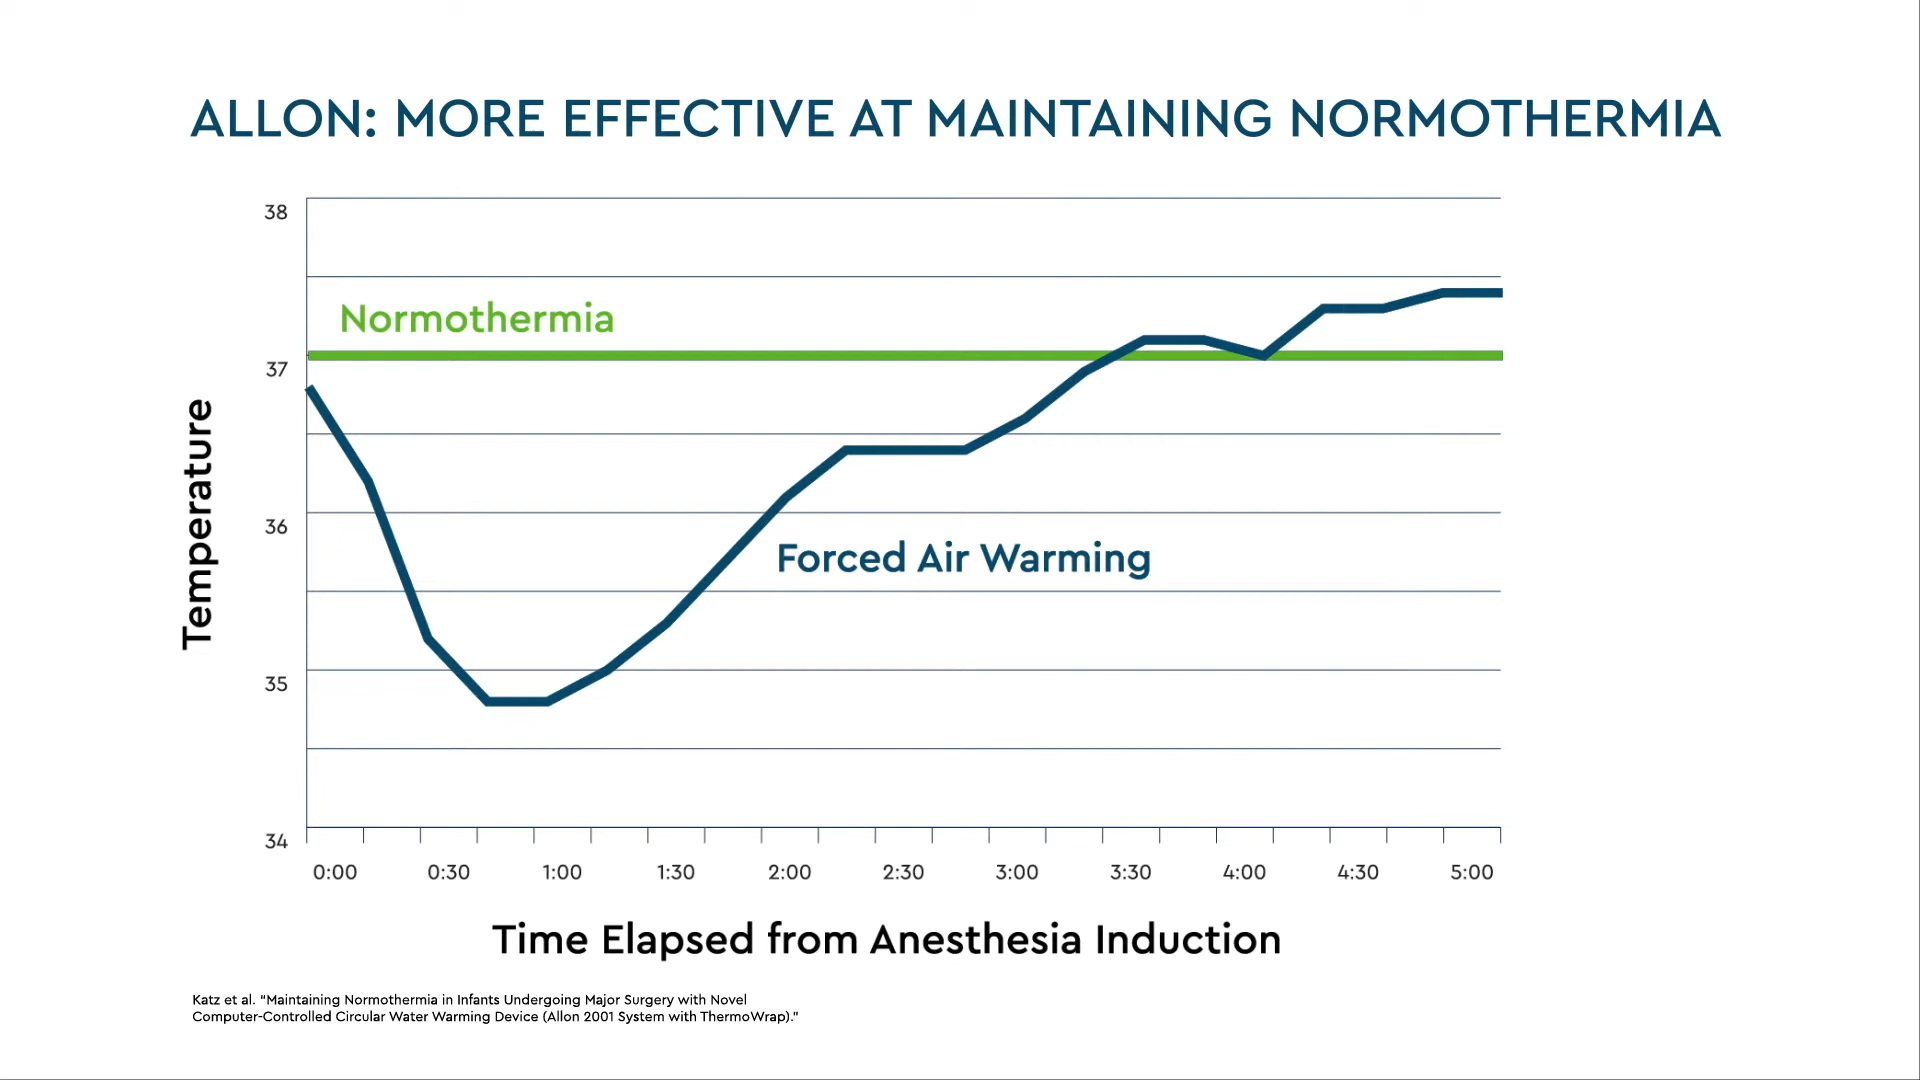 ALLON: MORE EFFECTIVE AT MAINTAINING NORMOTHERMIA
38
Normothermia
37
Temperature
36
Forced Air Warming
35
34
0:00 0:30 1:00 1:30 2:00 2:30 3:00 3:30 4:00 4:30 5:00
Time Elapsed from Anesthesia Induction
Katz et al. "Maintaining Normothermia in Infants Undergoing Major Surgery with Novel
Computer-Controlled Circular Water Warming Device (Allon 2001 System with ThermoWrap)."